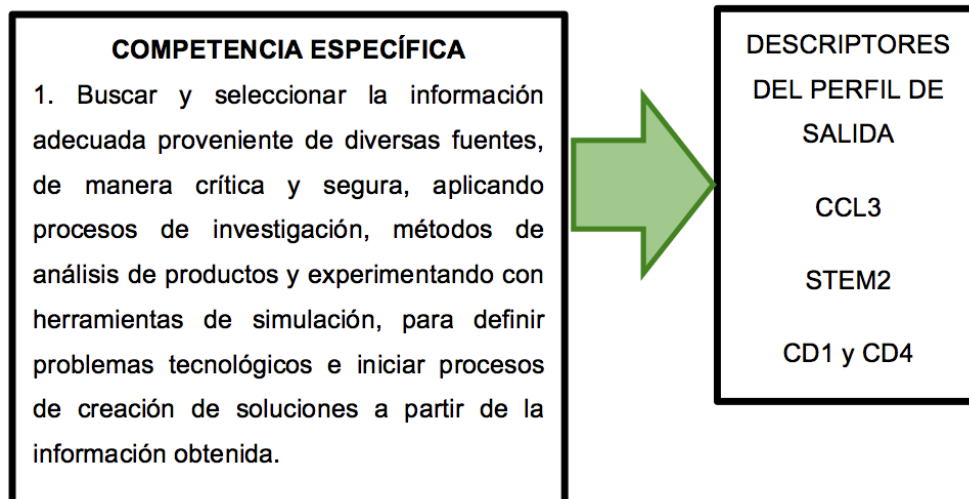 COMPETENCIA ESPECÍFICA
1. Buscar y seleccionar la información
adecuada proveniente de diversas fuentes,
de manera crítica y segura, aplicando
procesos de investigación, métodos de
análisis de productos y experimentando con
herramientas de simulación, para definir
problemas tecnológicos e iniciar procesos
de creación de soluciones a partir de la
información obtenida.
DESCRIPTORES
DEL PERFIL DE
SALIDA
CCL3
STEM2
CD1 y CD4